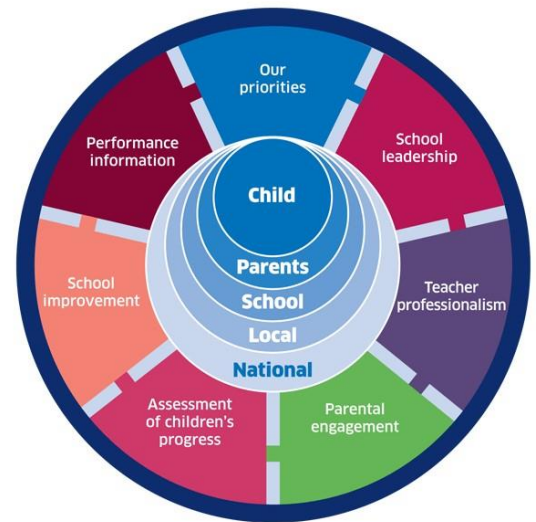 Our
priorities
School
leadership
Teacher
professionalism
Parental
engagement
Assessment
of children's
progress
School
improvement
Performance
information
Child
Parents
School
Local
National